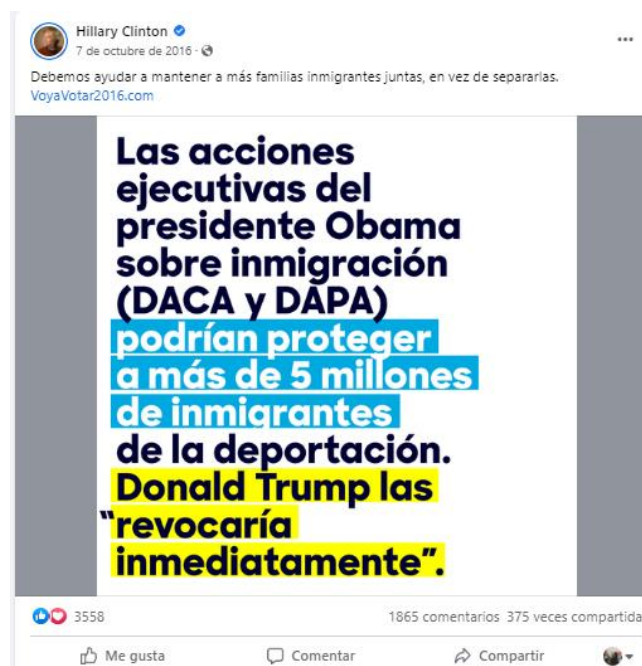 Hillary Clinton
7 de octubre de 2016 ·
Debemos ayudar a mantener a más familias inmigrantes juntas, en vez de separarlas.
VoyaVotar2016.com
Las acciones
ejecutivas del
presidente Obama
sobre inmigración
(DACA y DAPA)
podrían proteger
a más de 5 millones
de inmigrantes
de la deportación.
Donald Trump las
“revocaría
inmediatamente”.
3558
1865 comentarios 375 veces compartida
Me gusta
Comentar
Compartir